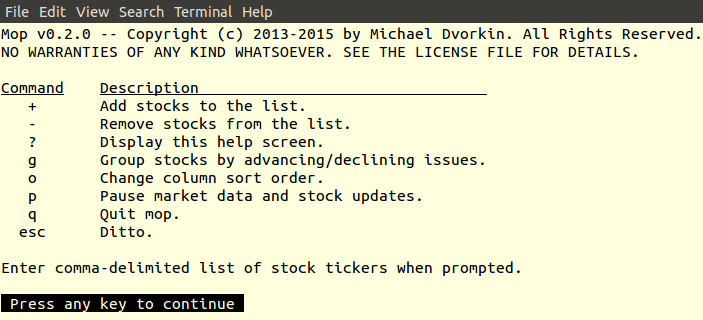 File Edit View Search Terminal Help
Mop v0.2.0 -- Copyright (c) 2013-2015 by Michael Dvorkin. All Rights Reserved.
NO WARRANTIES OF ANY KIND WHATSOEVER. SEE THE LICENSE FILE FOR DETAILS.
Command Description
+ Add stocks to the list.
- Remove stocks from the list.
? Display this help screen.
g Group stocks by advancing/declining issues.
o Change column sort order.
p Pause market data and stock updates.
q Quit mop.
esc Ditto.
Enter comma-delimited list of stock tickers when prompted.
Press any key to continue